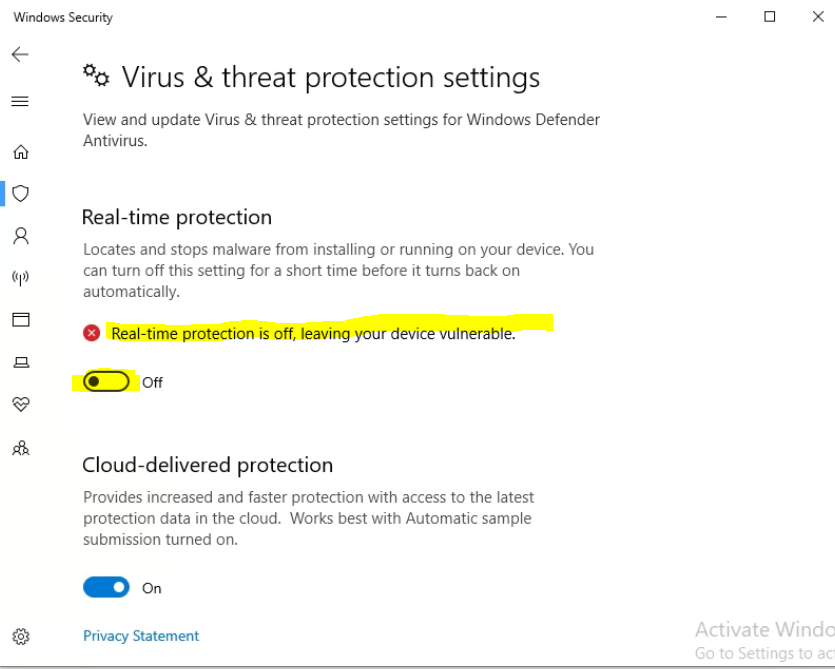 Windows Security
Virus & threat protection settings
View and update Virus & threat protection settings for Windows Defender
Antivirus.
Real-time protection
Locates and stops malware from installing or running on your device. You
can turn off this setting for a short time before it turns back on
automatically.
Real-time protection is off, leaving your device vulnerable.
Off
Cloud-delivered protection
Provides increased and faster protection with access to the latest
protection data in the cloud.  Works best with Automatic sample
submission turned on.
On
Privacy Statement
Activate Windo
Go to Settings to ac